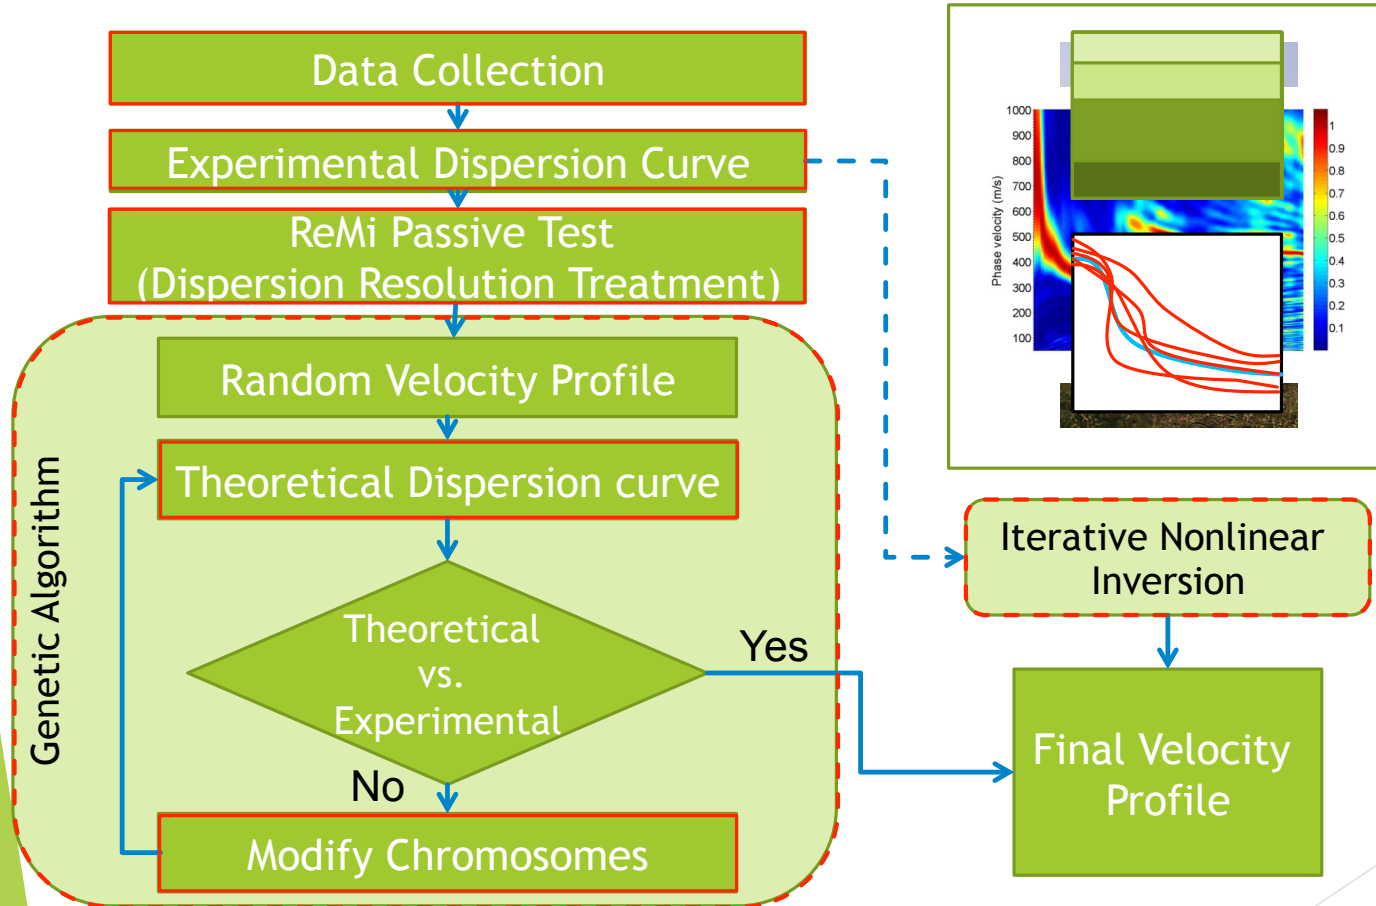 Data Collection
Experimental Dispersion Curve
ReMi Passive Test
(Dispersion Resolution Treatment)
Genetic Algorithm
Random Velocity Profile
Theoretical Dispersion curve
Theoretical
vs.
Experimental
Yes
No
Modify Chromosomes
1000
900
800
700
600
500
400
300
200
100
Phase velocity (m/s)
1
0.9
0.8
0.7
0.6
0.5
0.4
0.3
0.2
0.1
Iterative Nonlinear
Inversion
Final Velocity
Profile